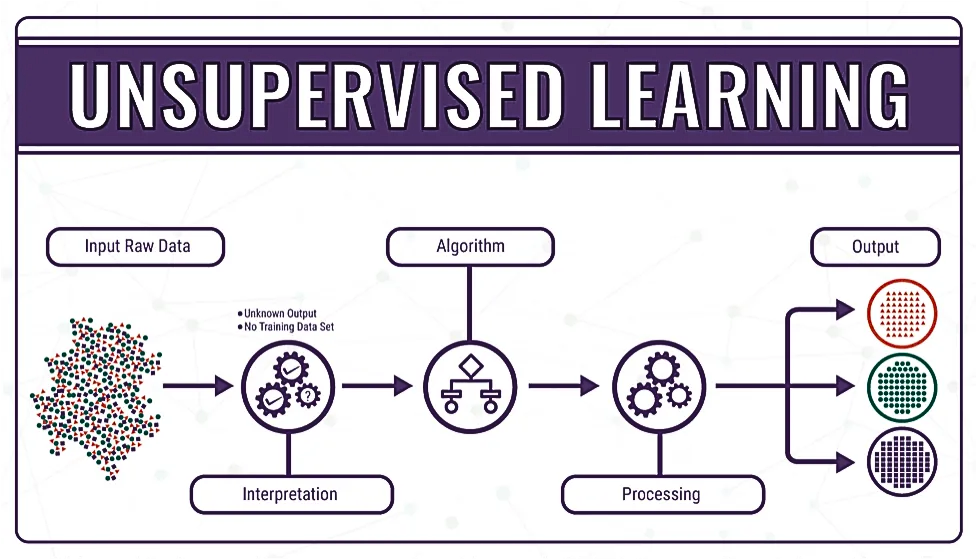 UNSUPERVISED LEARNING
Input Raw Data
Algorithm
Output
• Unknown Output
• No Training Data Set
?
Interpretation
Processing